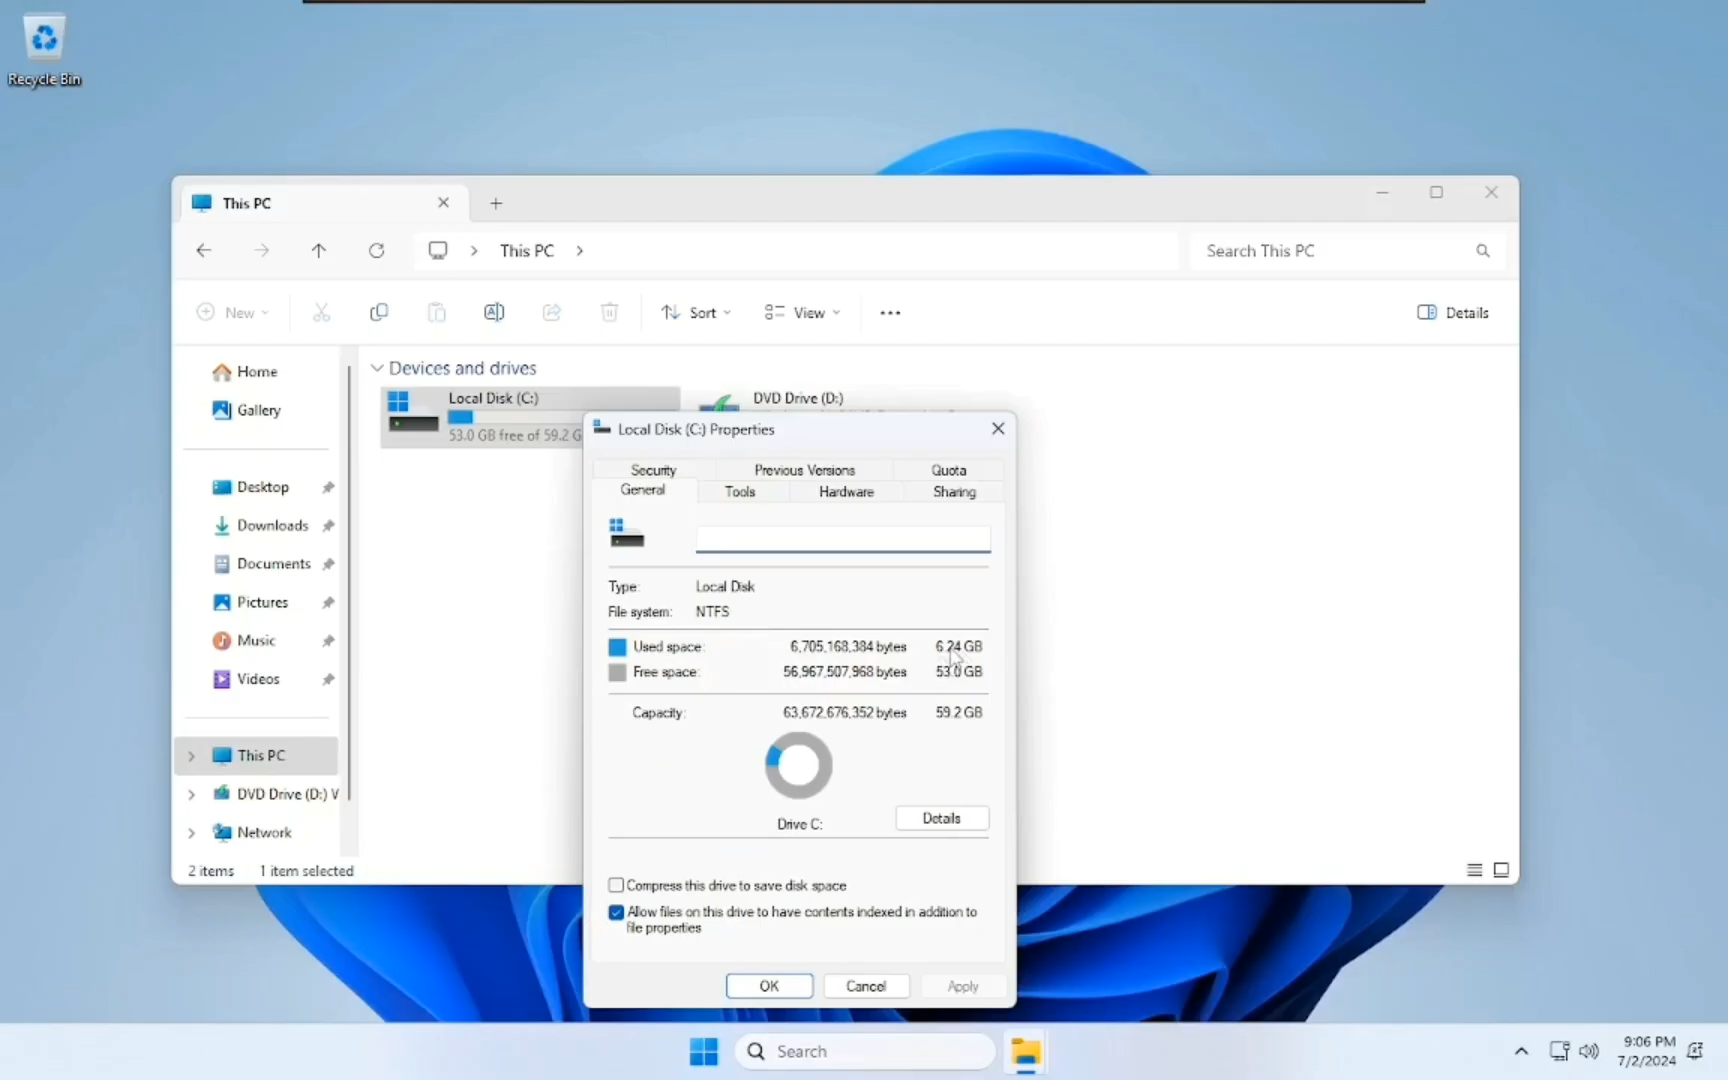 Recycle Bin
This PC
This PC
Search This PC
New
Sort
View
Details
Home
Gallery
Desktop
Downloads
Documents
Pictures
Music
Videos
This PC
DVD Drive (D:) V
Network
Devices and drives
Local Disk (C:)
53.0 GB free of 59.2 G
DVD Drive (D:)
Local Disk (C:) Properties
Security Previous Versions Quota
General Tools Hardware Sharing
Type: Local Disk
File system: NTFS
Used space: 6,705,168,384 bytes 6.24 GB
Free space: 56,967,507,968 bytes 53.0 GB
Capacity: 63,672,676,352 bytes 59.2 GB
Drive C:
Details
Compress this drive to save disk space
Allow files on this drive to have contents indexed in addition to
file properties
OK Cancel Apply
2 items 1 item selected
Search
9:06 PM
7/2/2024